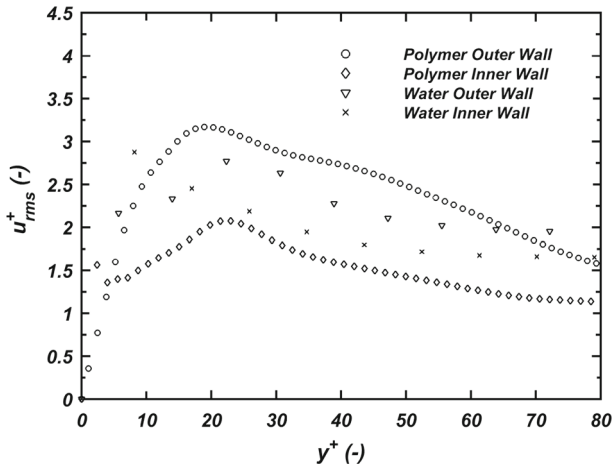 4.5
4
3.5
3
2.5
2
1.5
1
0.5
0
u+rms (-)
Polymer Outer Wall
Polymer Inner Wall
Water Outer Wall
Water Inner Wall
0 10 20 30 40 50 60 70 80
y+ (-)